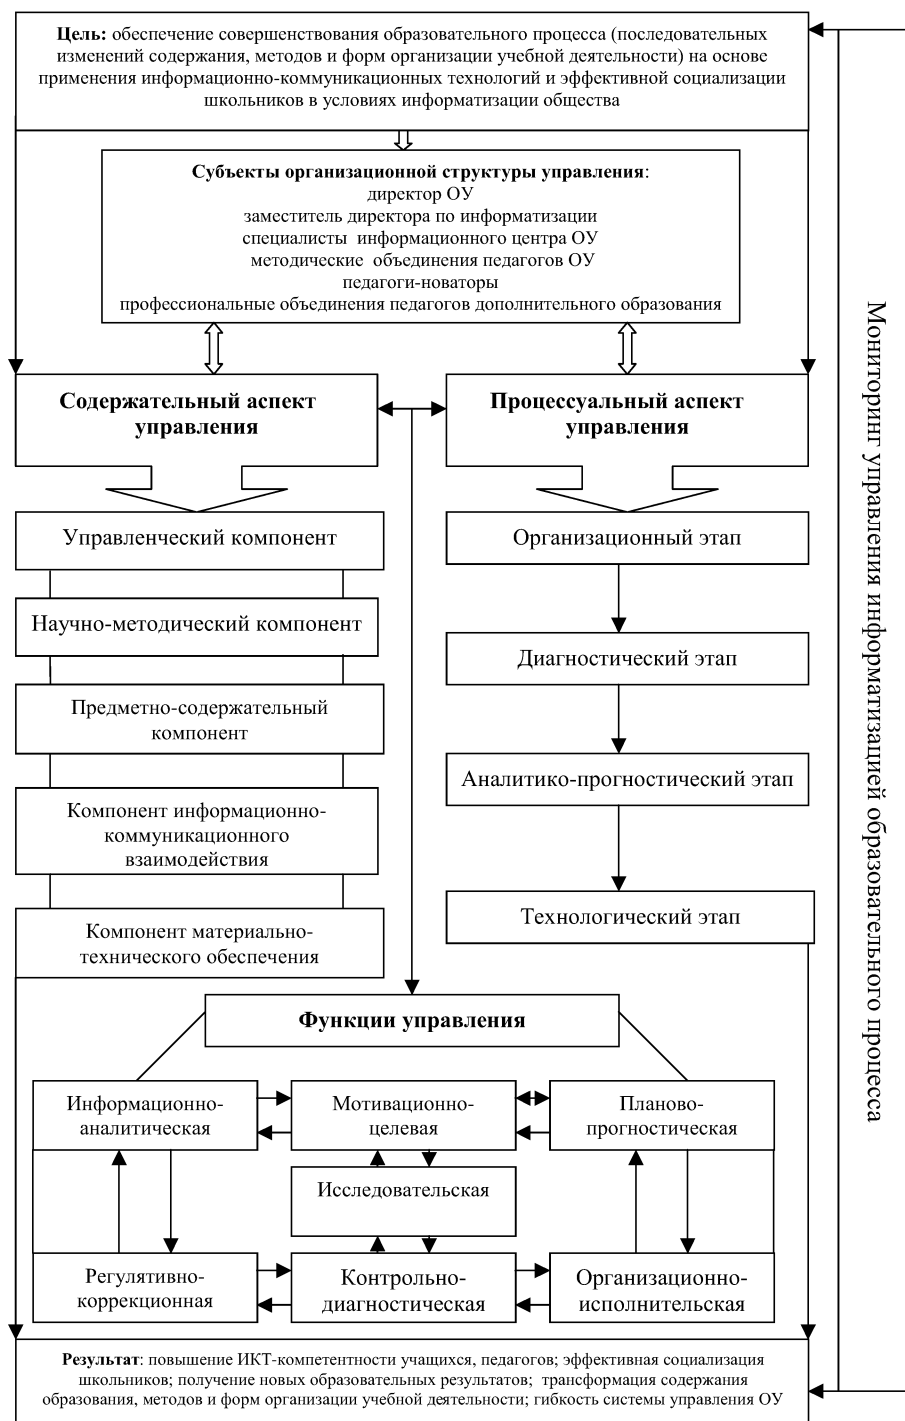 Цель: обеспечение совершенствования образовательного процесса (последовательных
изменений содержания, методов и форм организации учебной деятельности) на основе
применения информационно-коммуникационных технологий и эффективной социализации
школьников в условиях информатизации общества
Субъекты организационной структуры управления:
директор ОУ
заместитель директора по информатизации
специалисты информационного центра ОУ
методические объединения педагогов ОУ
педагоги-новаторы
профессиональные объединения педагогов дополнительного образования
Содержательный аспект
управления
Процессуальный аспект
управления
Управленческий компонент
Научно-методический компонент
Предметно-содержательный
компонент
Компонент информационно-
коммуникационного
взаимодействия
Компонент материально-
технического обеспечения
Организационный этап
Диагностический этап
Аналитико-прогностический этап
Технологический этап
Функции управления
Информационно-
аналитическая
Мотивационно-
целевая
Планово-
прогностическая
Исследовательская
Регулятивно-
коррекционная
Контрольно-
диагностическая
Организационно-
исполнительская
Результат: повышение ИКТ-компетентности учащихся, педагогов; эффективная социализация
школьников; получение новых образовательных результатов; трансформация содержания
образования, методов и форм организации учебной деятельности; гибкость системы управления ОУ
Мониторинг управления информатизацией образовательного процесса